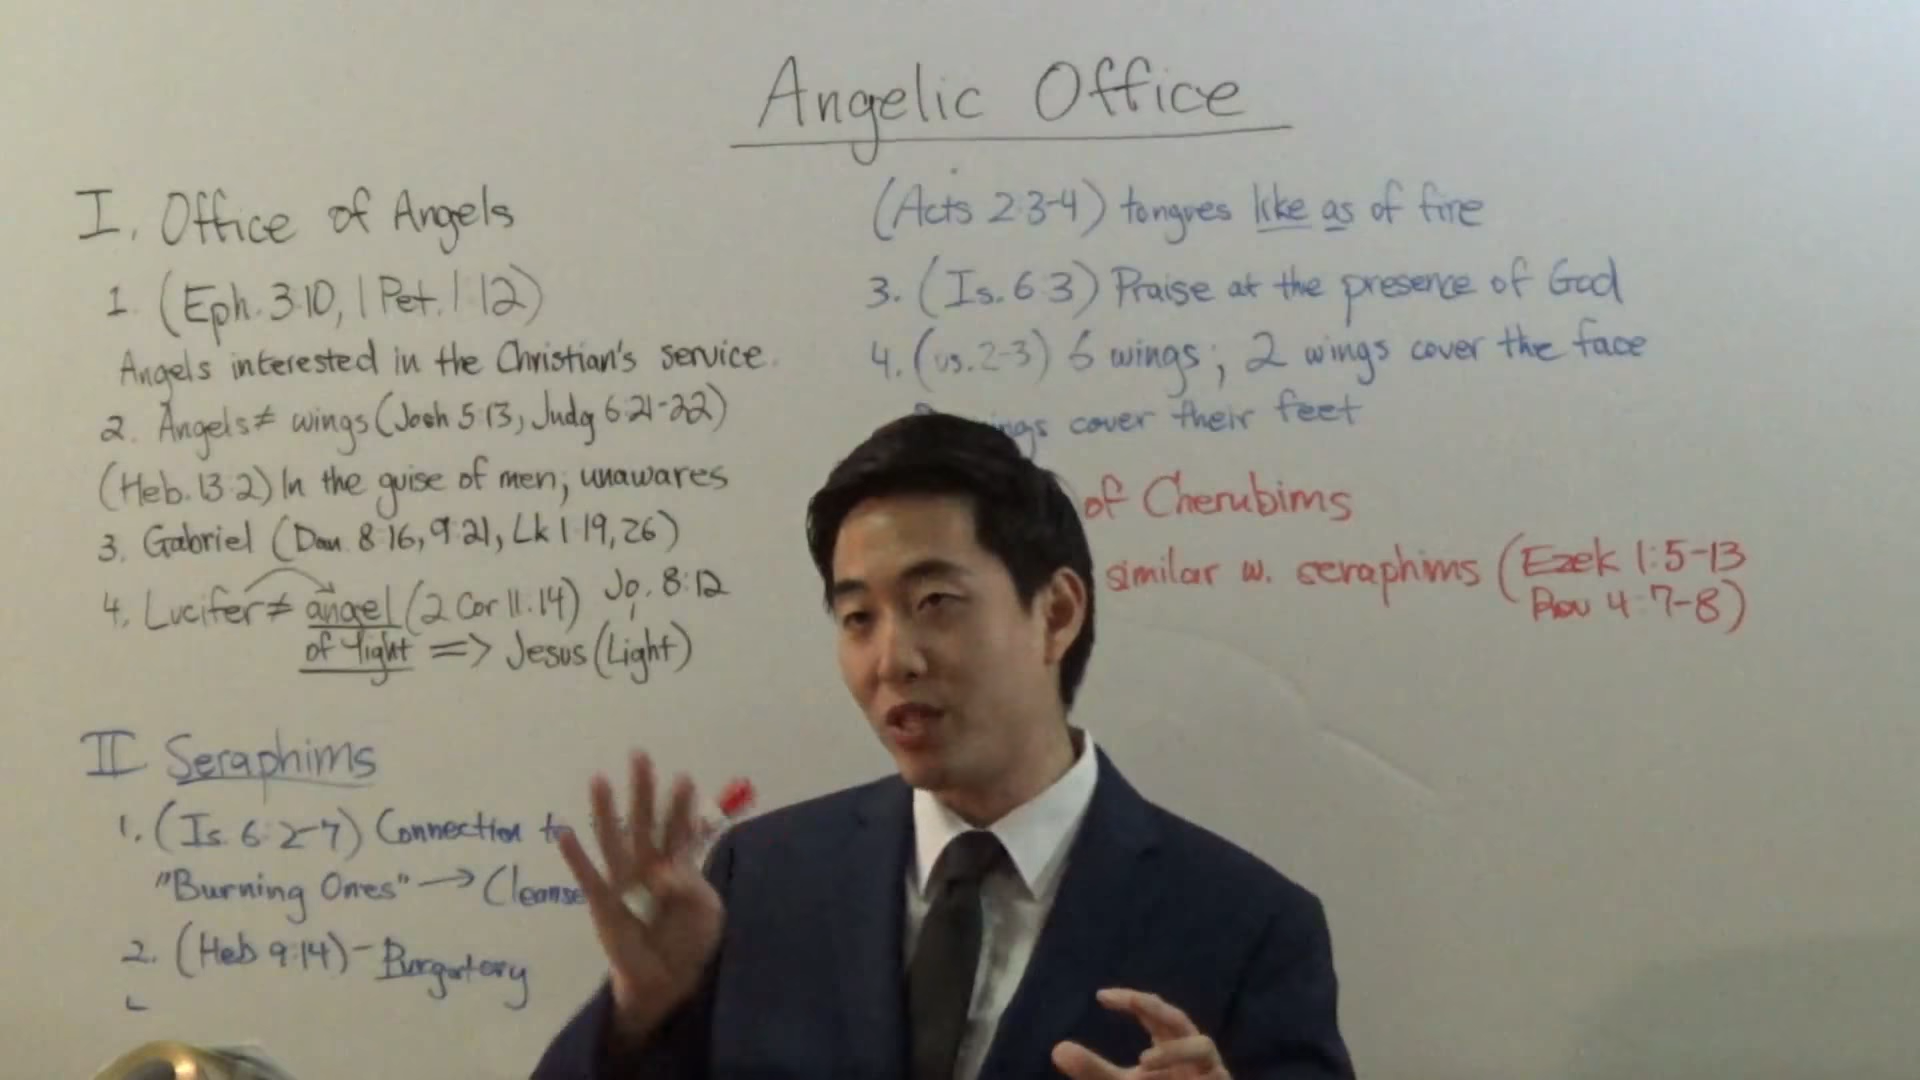 Angelic Office
I. Office of Angels
1. (Eph. 3:10, 1 Pet. 1:12)
Angels interested in the Christian's service.
2. Angels ≠ wings (Josh 5:13, Judg 6:21-22)
(Heb. 13:2) In the guise of men; unawares
3. Gabriel (Dan. 8:16, 9:21, Lk 1:19, 26)
4. Lucifer ≠ angel (2 Cor 11:14) Jo. 8:12
of light => Jesus (Light)
II Seraphims
1. (Is. 6:2-7) Connection to
"Burning Ones" → Cleanse
2. (Heb 9:14) - Purgatory
(Acts 2:3-4) tongues like as of fire
3. (Is. 6:3) Praise at the presence of God
4. (vs. 2-3) 6 wings; 2 wings cover the face
cover their feet
of Cherubims
similar w. seraphims (Ezek 1:5-13
Rev 4:7-8)